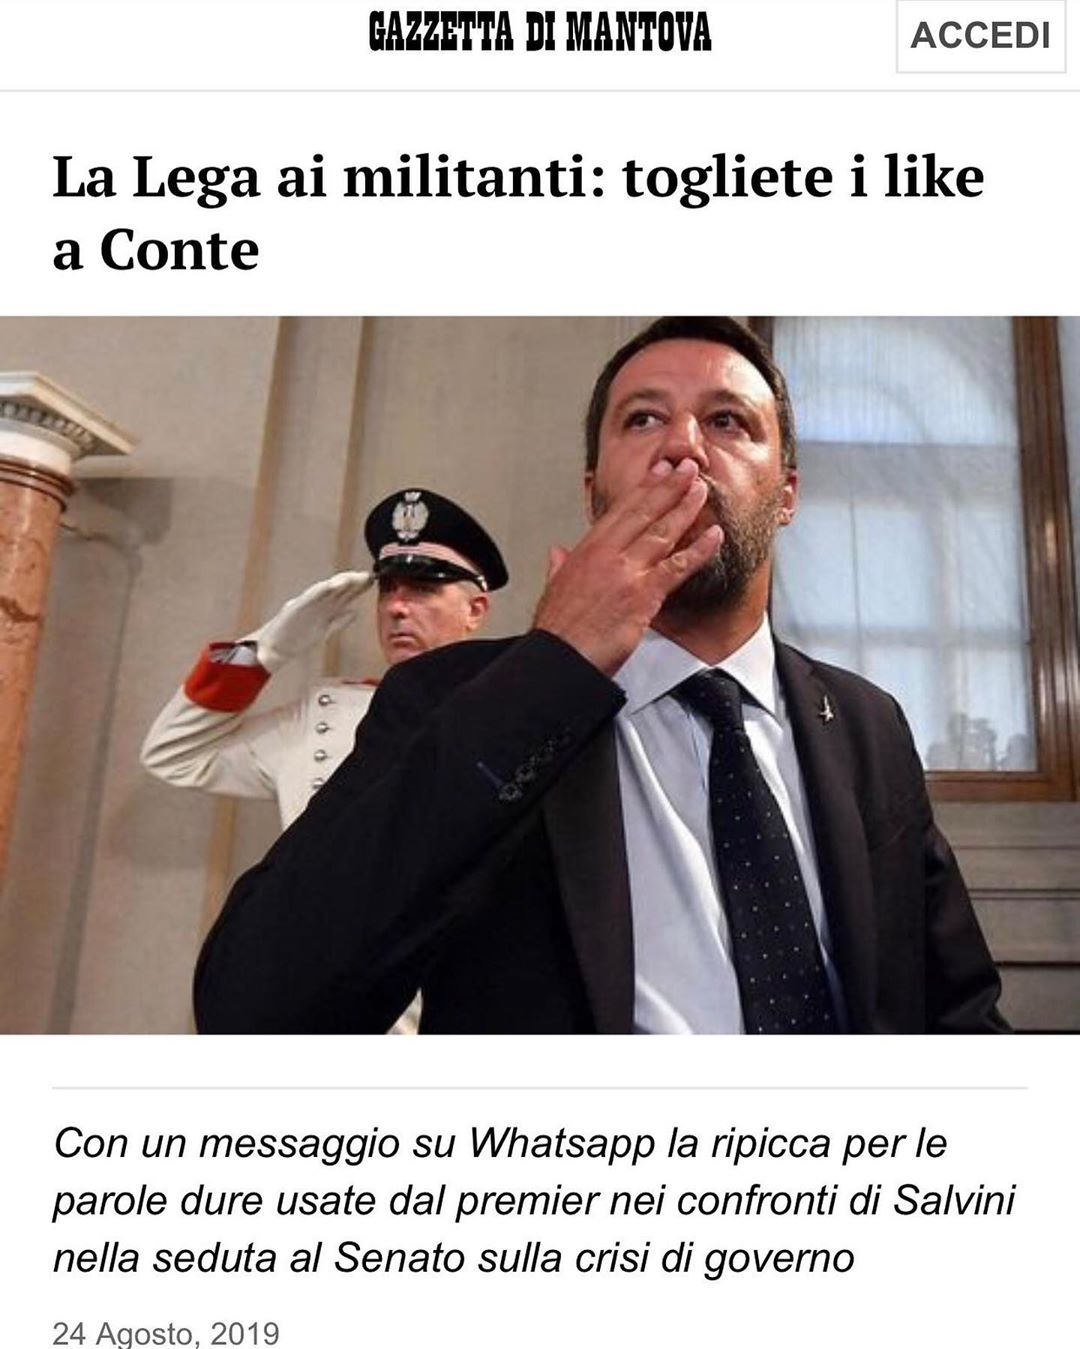 GAZZETTA DI MANTOVA
ACCEDI
La Lega ai militanti: togliete i like
a Conte
Con un messaggio su Whatsapp la ripicca per le
parole dure usate dal premier nei confronti di Salvini
nella seduta al Senato sulla crisi di governo
24 Agosto, 2019